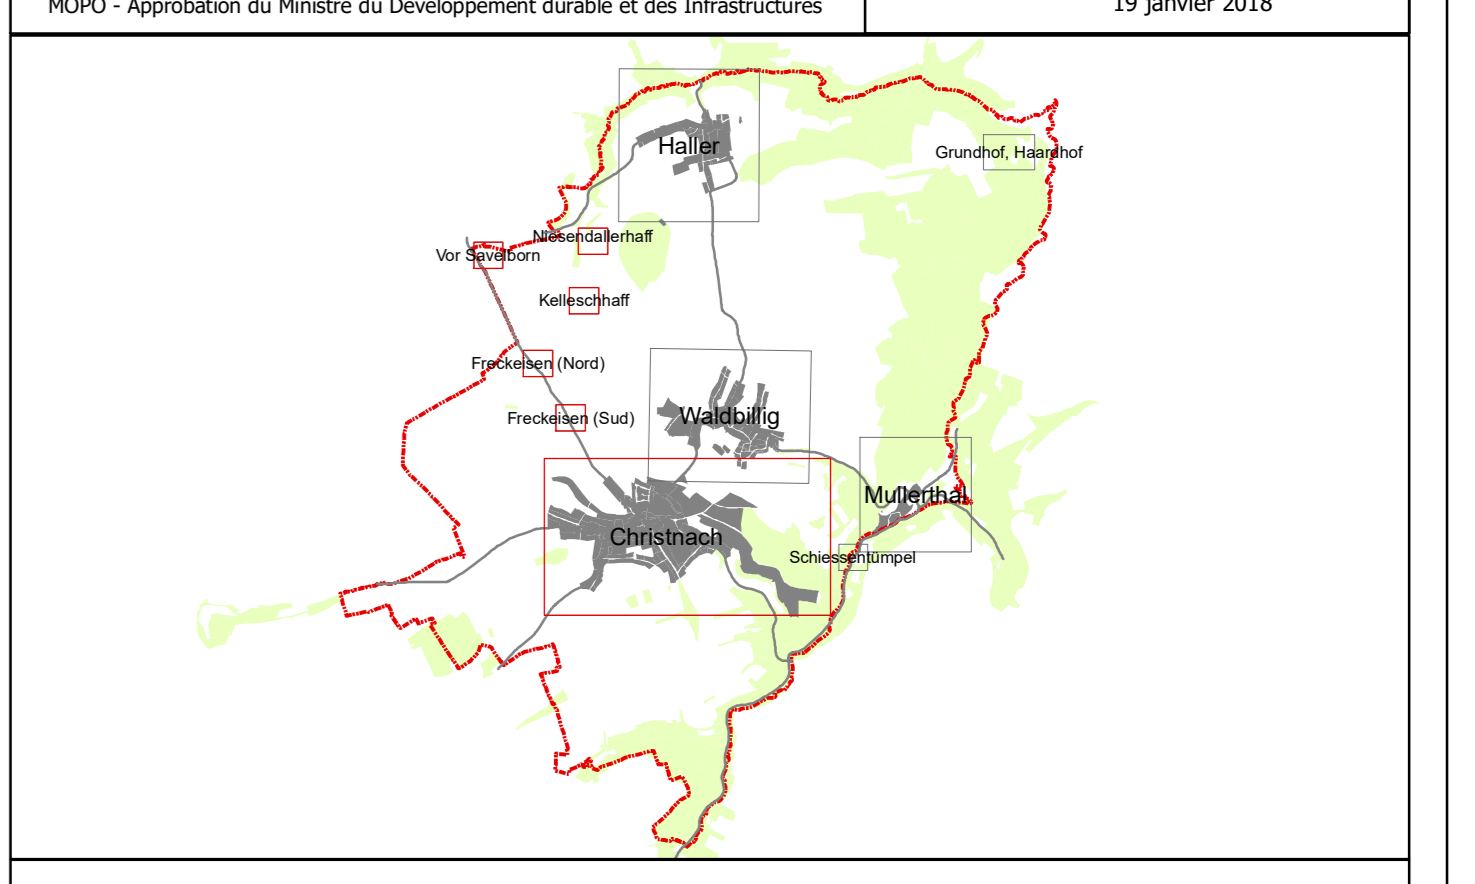 MOPO - Approbation du Ministre du Développement durable et des Infrastructures
19 janvier 2018
Haller
Grundhof, Haardhof
Niesendallerhaff
Vor Savelborn
Kelleschhaff
Freckeisen (Nord)
Freckeisen (Sud)
Waldbillig
Mullerthal
Christnach
Schiessentümpel